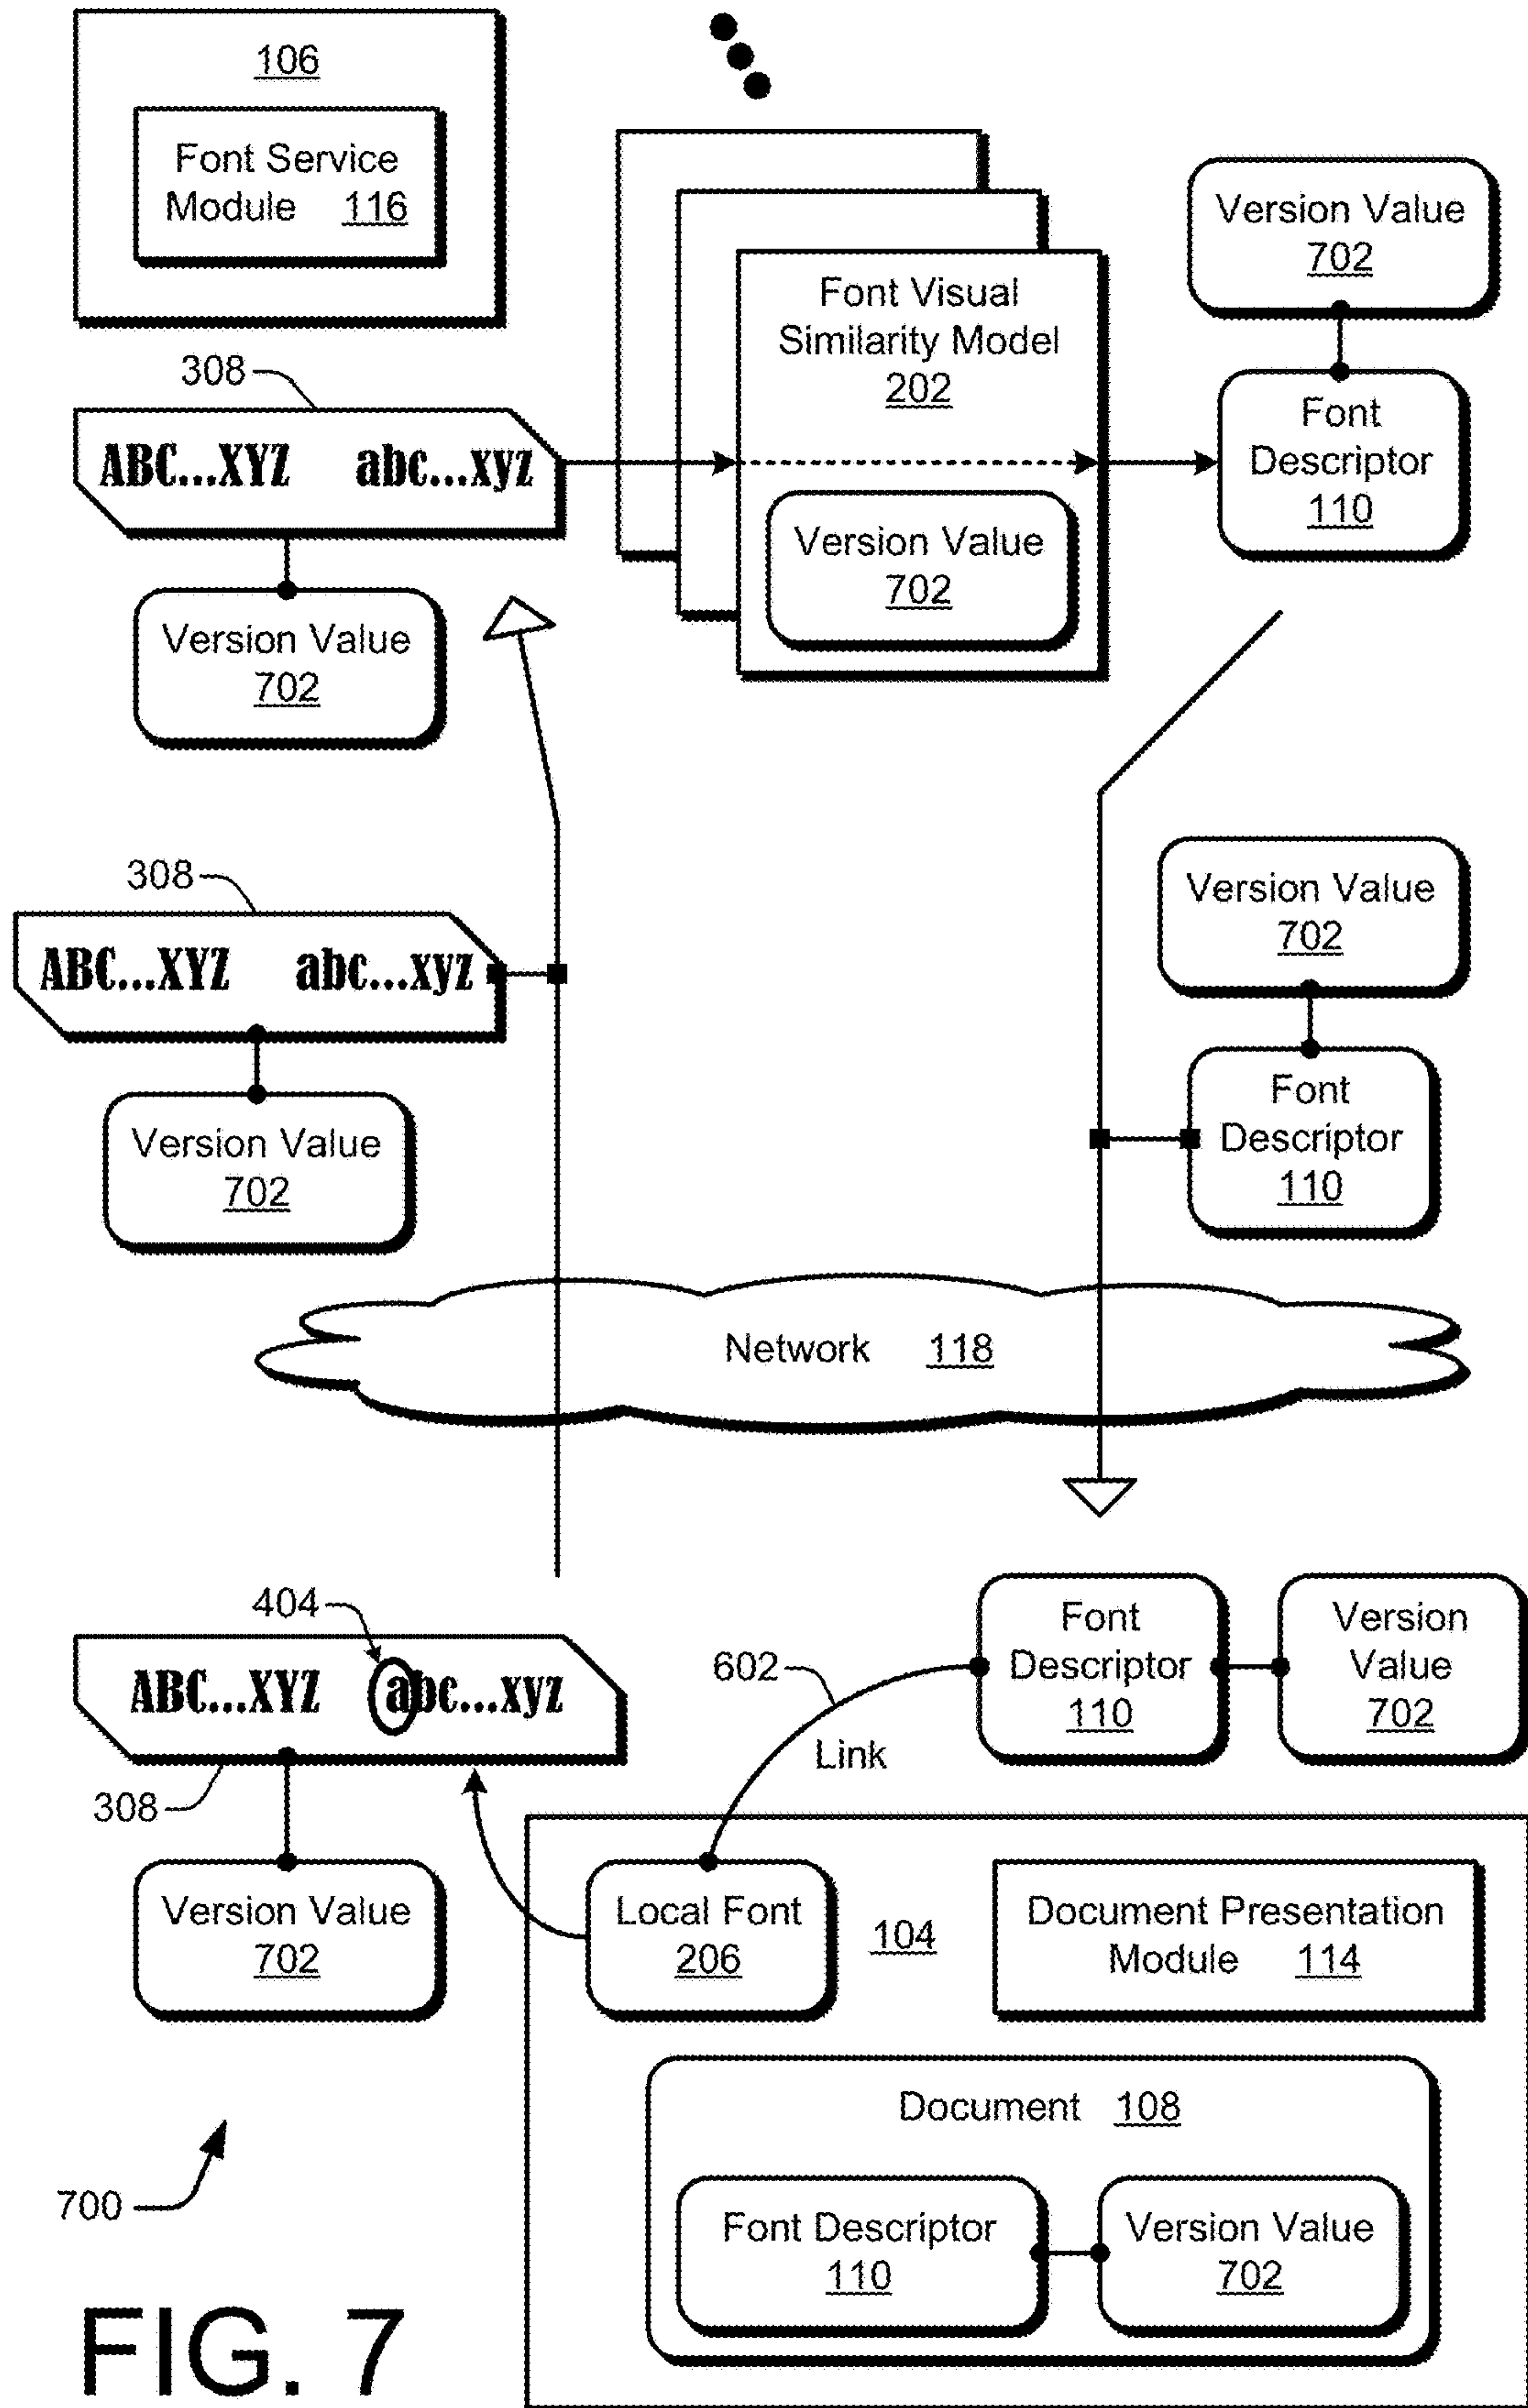 106
Font Service
Module 116
Version Value
702
Font Visual
Similarity Model
202
Version Value
702
Font
Descriptor
110
308
ABC...XYZ abc...xyz
Version Value
702
308
ABC...XYZ abc...xyz
Version Value
702
Version Value
702
Font
Descriptor
110
Network 118
404
ABC...XYZ abc...xyz
308
Version Value
702
602
Link
Font
Descriptor
110
Version
Value
702
Local Font
206
104
Document Presentation
Module 114
Document 108
Font Descriptor
110
Version Value
702
700
FIG. 7